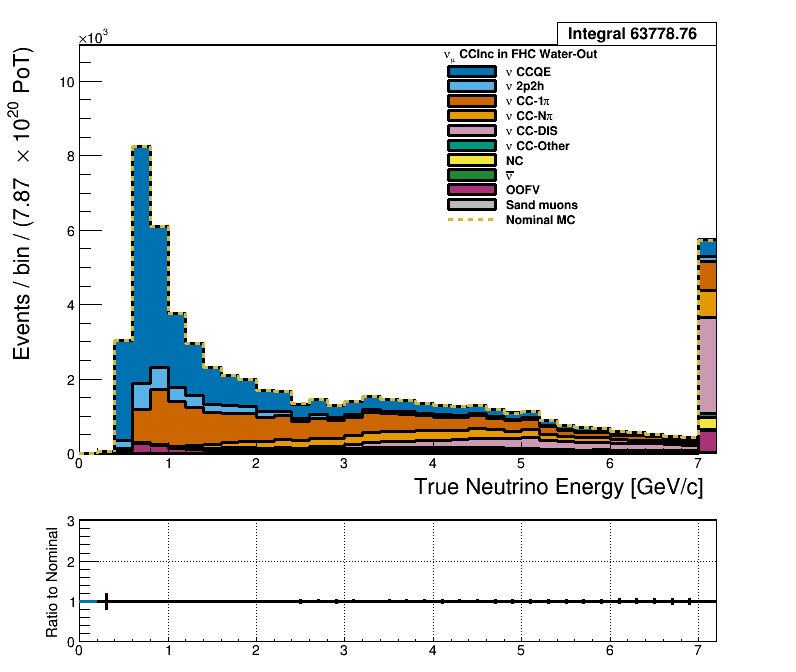 Integral 63778.76
×10³
ν_μ CCInc in FHC Water-Out
ν CCQE
ν 2p2h
ν CC-1π
ν CC-Nπ
ν CC-DIS
ν CC-Other
NC
ν̅
OOFV
Sand muons
Nominal MC
Events / bin / (7.87 × 10²⁰ PoT)
10
8
6
4
2
0
0 1 2 3 4 5 6 7
True Neutrino Energy [GeV/c]
Ratio to Nominal
3
2
1
0
0 1 2 3 4 5 6 7